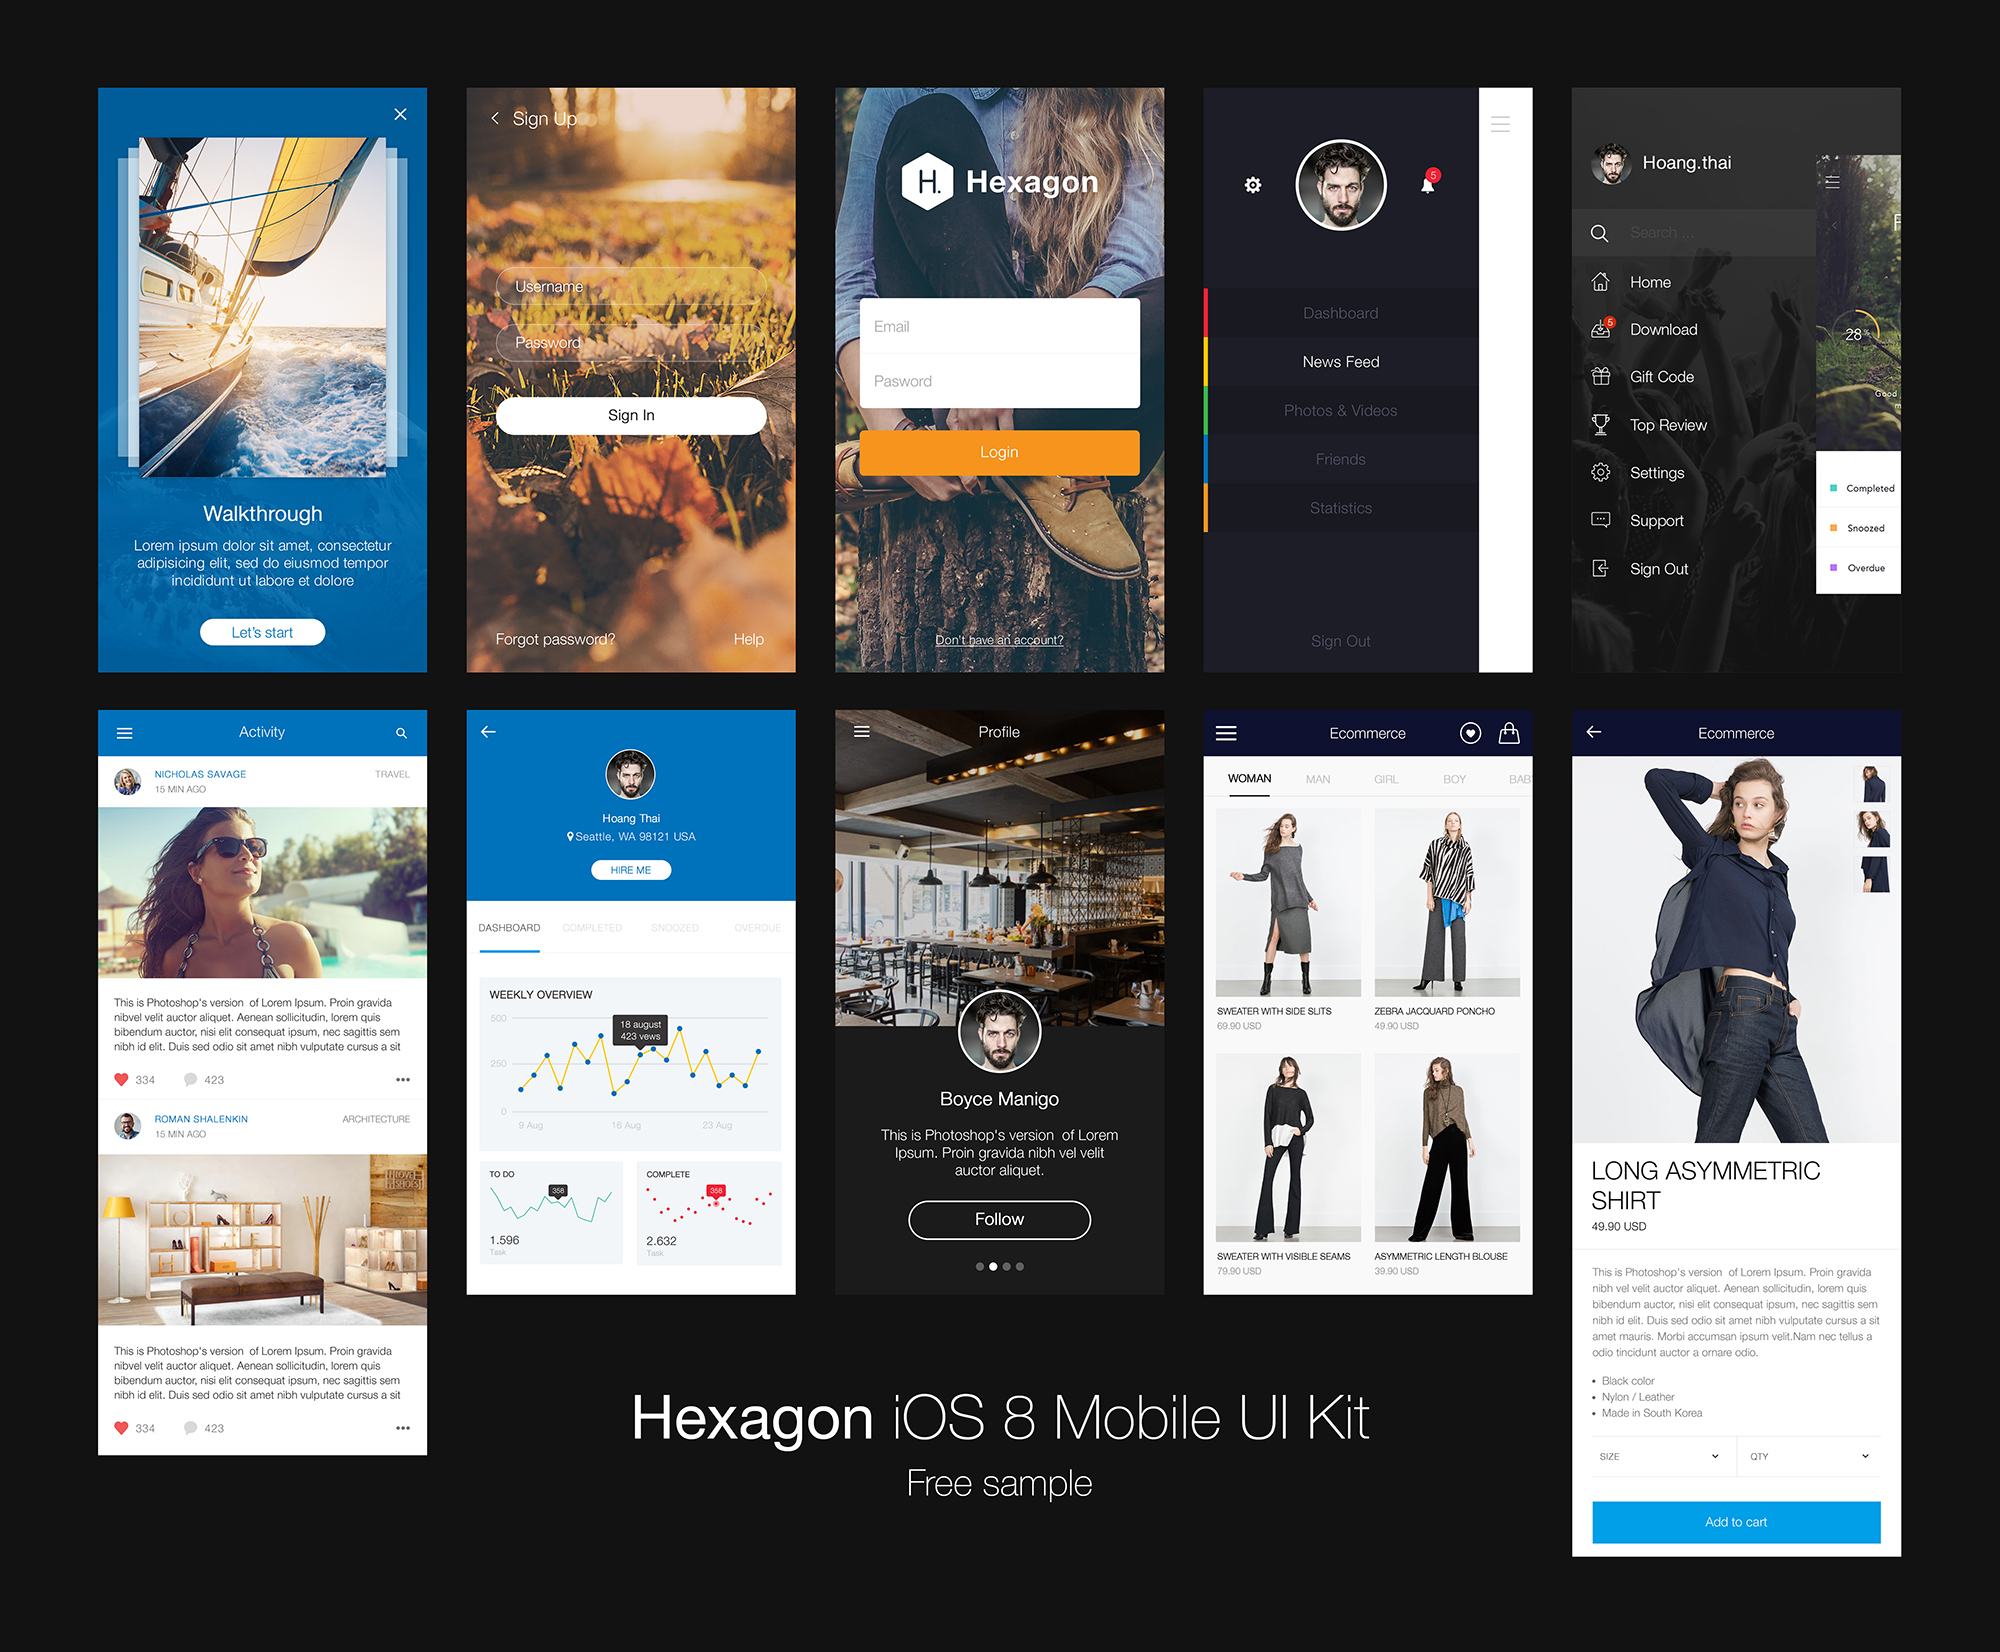 Walkthrough
Lorem ipsum dolor sit amet, consectetur
adipisicing elit, sed do eiusmod tempor
incididunt ut labore et dolore
Let's start
Sign Up
Username
Password
Sign In
Forgot password?
Help
H.
Hexagon
Email
Pasword
Login
Don't have an account?
5
Dashboard
News Feed
Photos & Videos
Friends
Statistics
Sign Out
Hoang.thai
Search ...
Home
5
Download
Gift Code
Top Review
Settings
Support
Sign Out
28%
Good
Completed
Snoozed
Overdue
Activity
NICHOLAS SAVAGE
TRAVEL
15 MIN AGO
This is Photoshop's version  of Lorem Ipsum. Proin gravida
nibvel velit auctor aliquet. Aenean sollicitudin, lorem quis
bibendum auctor, nisi elit consequat ipsum, nec sagittis sem
nibh id elit. Duis sed odio sit amet nibh vulputate cursus a sit
334
423
ROMAN SHALENKIN
ARCHITECTURE
15 MIN AGO
This is Photoshop's version  of Lorem Ipsum. Proin gravida
nibvel velit auctor aliquet. Aenean sollicitudin, lorem quis
bibendum auctor, nisi elit consequat ipsum, nec sagittis sem
nibh id elit. Duis sed odio sit amet nibh vulputate cursus a sit
334
423
Hoang Thai
Seattle, WA 98121 USA
HIRE ME
DASHBOARD
COMPLETED
SNOOZED
OVERDUE
WEEKLY OVERVIEW
500
18 august
423 vews
250
0
9 Aug
16 Aug
23 Aug
TO DO
358
1.596
Task
COMPLETE
358
2.632
Task
Profile
Boyce Manigo
This is Photoshop's version  of Lorem
Ipsum. Proin gravida nibh vel velit
auctor aliquet.
Follow
Ecommerce
WOMAN
MAN
GIRL
BOY
BAB
SWEATER WITH SIDE SLITS
69.90 USD
ZEBRA JACQUARD PONCHO
49.90 USD
SWEATER WITH VISIBLE SEAMS
79.90 USD
ASYMMETRIC LENGTH BLOUSE
39.90 USD
Ecommerce
LONG ASYMMETRIC
SHIRT
49.90 USD
This is Photoshop's version  of Lorem Ipsum. Proin gravida
nibh vel velit auctor aliquet. Aenean sollicitudin, lorem quis
bibendum auctor, nisi elit consequat ipsum, nec sagittis sem
nibh id elit. Duis sed odio sit amet nibh vulputate cursus a sit
amet mauris. Morbi accumsan ipsum velit.Nam nec tellus a
odio tincidunt auctor a ornare odio.
• Black color
• Nylon / Leather
• Made in South Korea
SIZE
QTY
Add to cart
Hexagon iOS 8 Mobile UI Kit
Free sample